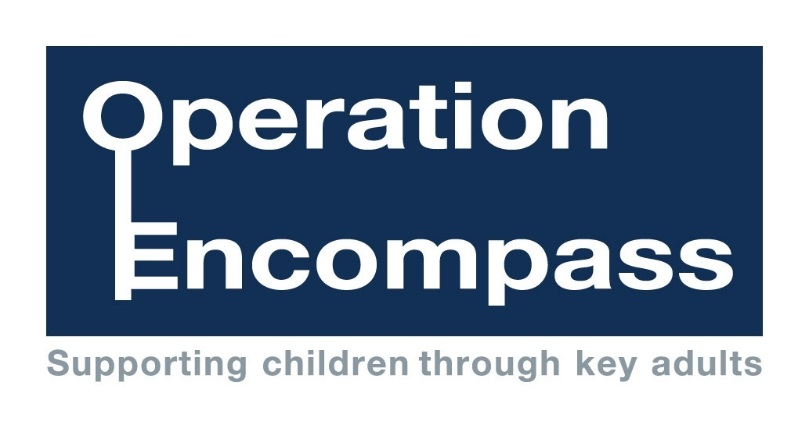 Operation
Encompass
Supporting children through key adults